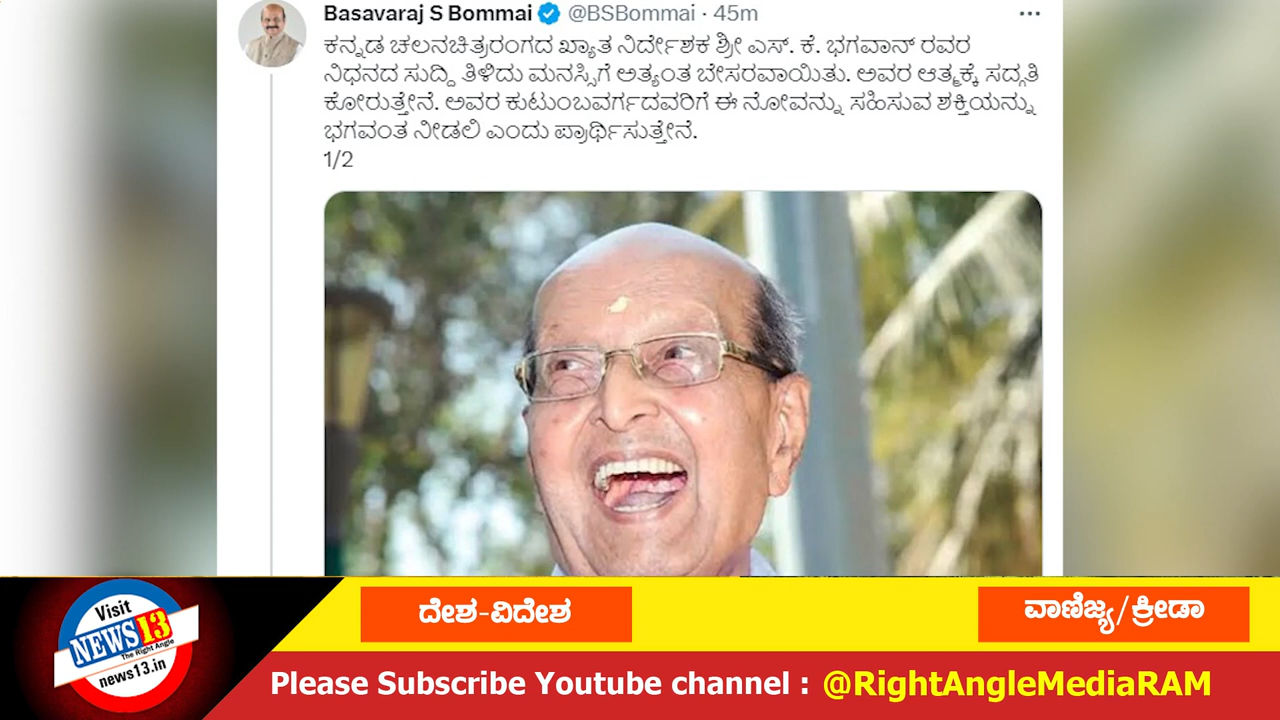 Basavaraj S Bommai @BSBommai · 45m
ಕನ್ನಡ ಚಲನಚಿತ್ರರಂಗದ ಖ್ಯಾತ ನಿರ್ದೇಶಕ ಶ್ರೀ ಎಸ್. ಕೆ. ಭಗವಾನ್ ರವರ
ನಿಧನದ ಸುದ್ದಿ ತಿಳಿದು ಮನಸ್ಸಿಗೆ ಅತ್ಯಂತ ಬೇಸರವಾಯಿತು. ಅವರ ಆತ್ಮಕ್ಕೆ ಸದ್ಗತಿ
ಕೋರುತ್ತೇನೆ. ಅವರ ಕುಟುಂಬವರ್ಗದವರಿಗೆ ಈ ನೋವನ್ನು ಸಹಿಸುವ ಶಕ್ತಿಯನ್ನು
ಭಗವಂತ ನೀಡಲಿ ಎಂದು ಪ್ರಾರ್ಥಿಸುತ್ತೇನೆ.
1/2
Visit
NEWS13
The Right Angle
news13.in
ದೇಶ-ವಿದೇಶ
ವಾಣಿಜ್ಯ/ಕ್ರೀಡಾ
Please Subscribe Youtube channel : @RightAngleMediaRAM